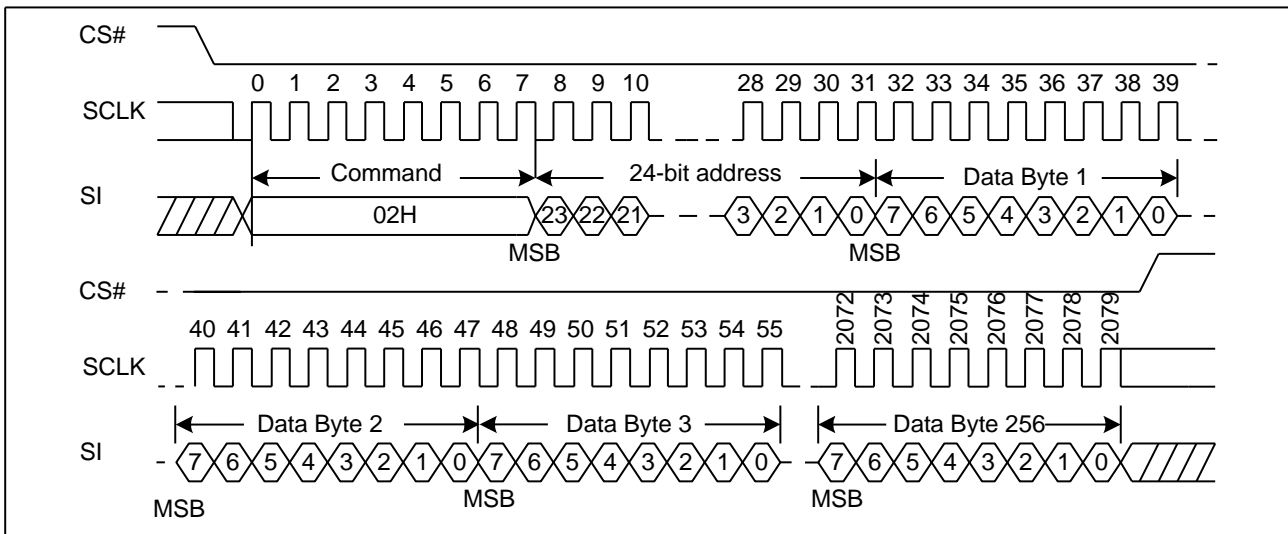 CS#
0 1 2 3 4 5 6 7 8 9 10 28 29 30 31 32 33 34 35 36 37 38 39
SCLK
Command 24-bit address Data Byte 1
SI
02H 23 22 21 3 2 1 0 7 6 5 4 3 2 1 0
MSB MSB
CS#
40 41 42 43 44 45 46 47 48 49 50 51 52 53 54 55 2072 2073 2074 2075 2076 2077 2078 2079
SCLK
Data Byte 2 Data Byte 3 Data Byte 256
SI
7 6 5 4 3 2 1 0 7 6 5 4 3 2 1 0 7 6 5 4 3 2 1 0
MSB MSB MSB